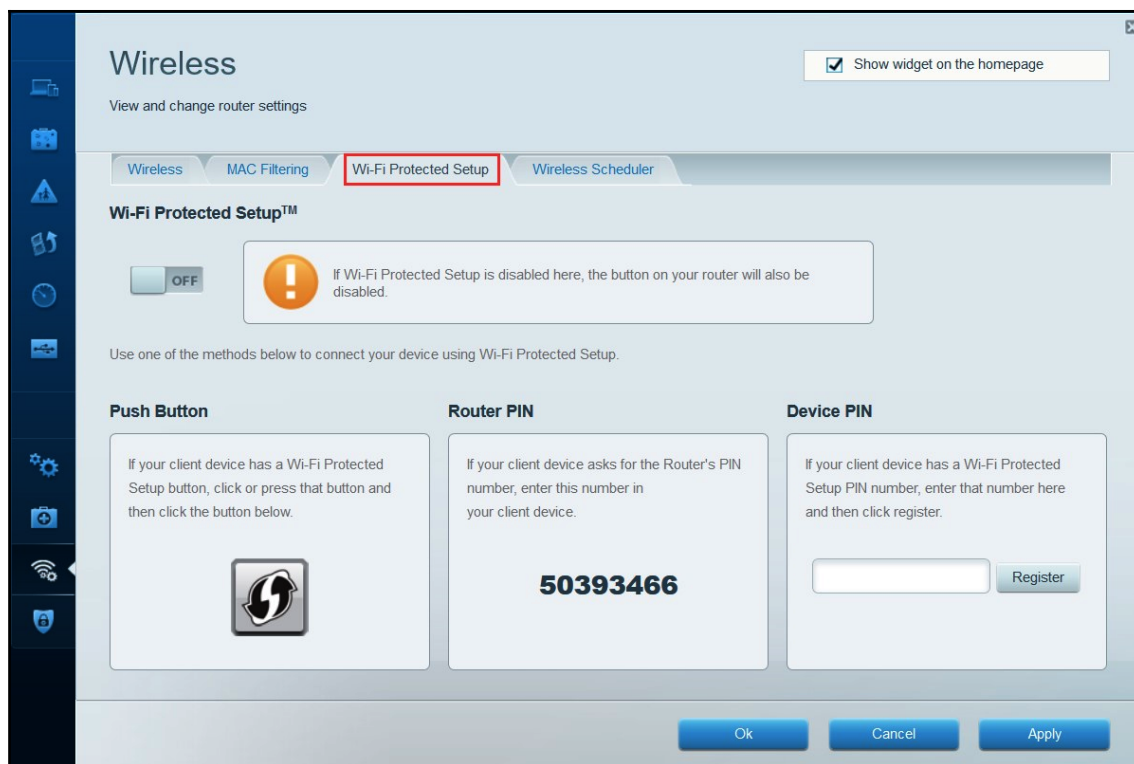 Wireless
Show widget on the homepage
View and change router settings
Wireless
MAC Filtering
Wi-Fi Protected Setup
Wireless Scheduler
Wi-Fi Protected Setup™
OFF
If Wi-Fi Protected Setup is disabled here, the button on your router will also be
disabled.
Use one of the methods below to connect your device using Wi-Fi Protected Setup.
Push Button
If your client device has a Wi-Fi Protected
Setup button, click or press that button and
then click the button below.
Router PIN
If your client device asks for the Router's PIN
number, enter this number in
your client device.
50393466
Device PIN
If your client device has a Wi-Fi Protected
Setup PIN number, enter that number here
and then click register.
Register
Ok
Cancel
Apply